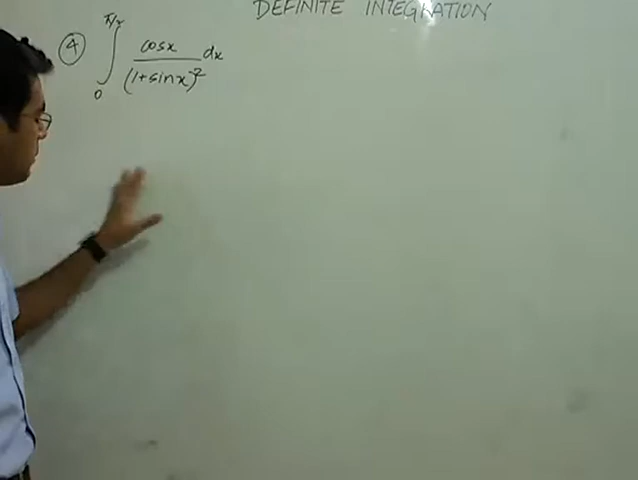 DEFINITE INTEGRATION
④ ∫₀^{π/2} cosx/(1+sinx)² dx